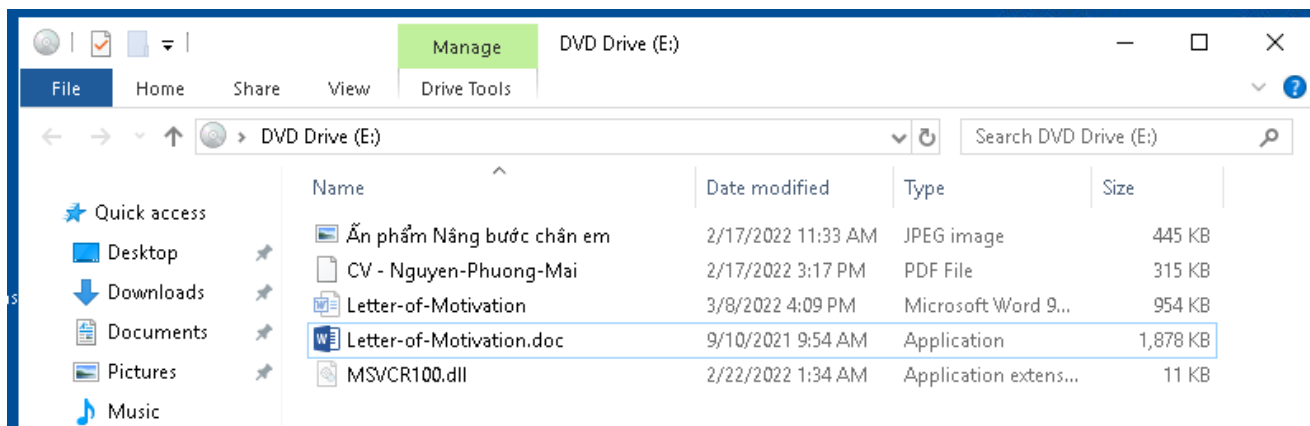 Manage DVD Drive (E:)
File Home Share View Drive Tools
DVD Drive (E:) Search DVD Drive (E:)
Name Date modified Type Size
Quick access
Desktop
Downloads
Documents
Pictures
Music
Ấn phẩm Nâng bước chân em 2/17/2022 11:33 AM JPEG image 445 KB
CV - Nguyen-Phuong-Mai 2/17/2022 3:17 PM PDF File 315 KB
Letter-of-Motivation 3/8/2022 4:09 PM Microsoft Word 9... 954 KB
Letter-of-Motivation.doc 9/10/2021 9:54 AM Application 1,878 KB
MSVCR100.dll 2/22/2022 1:34 AM Application extens... 11 KB